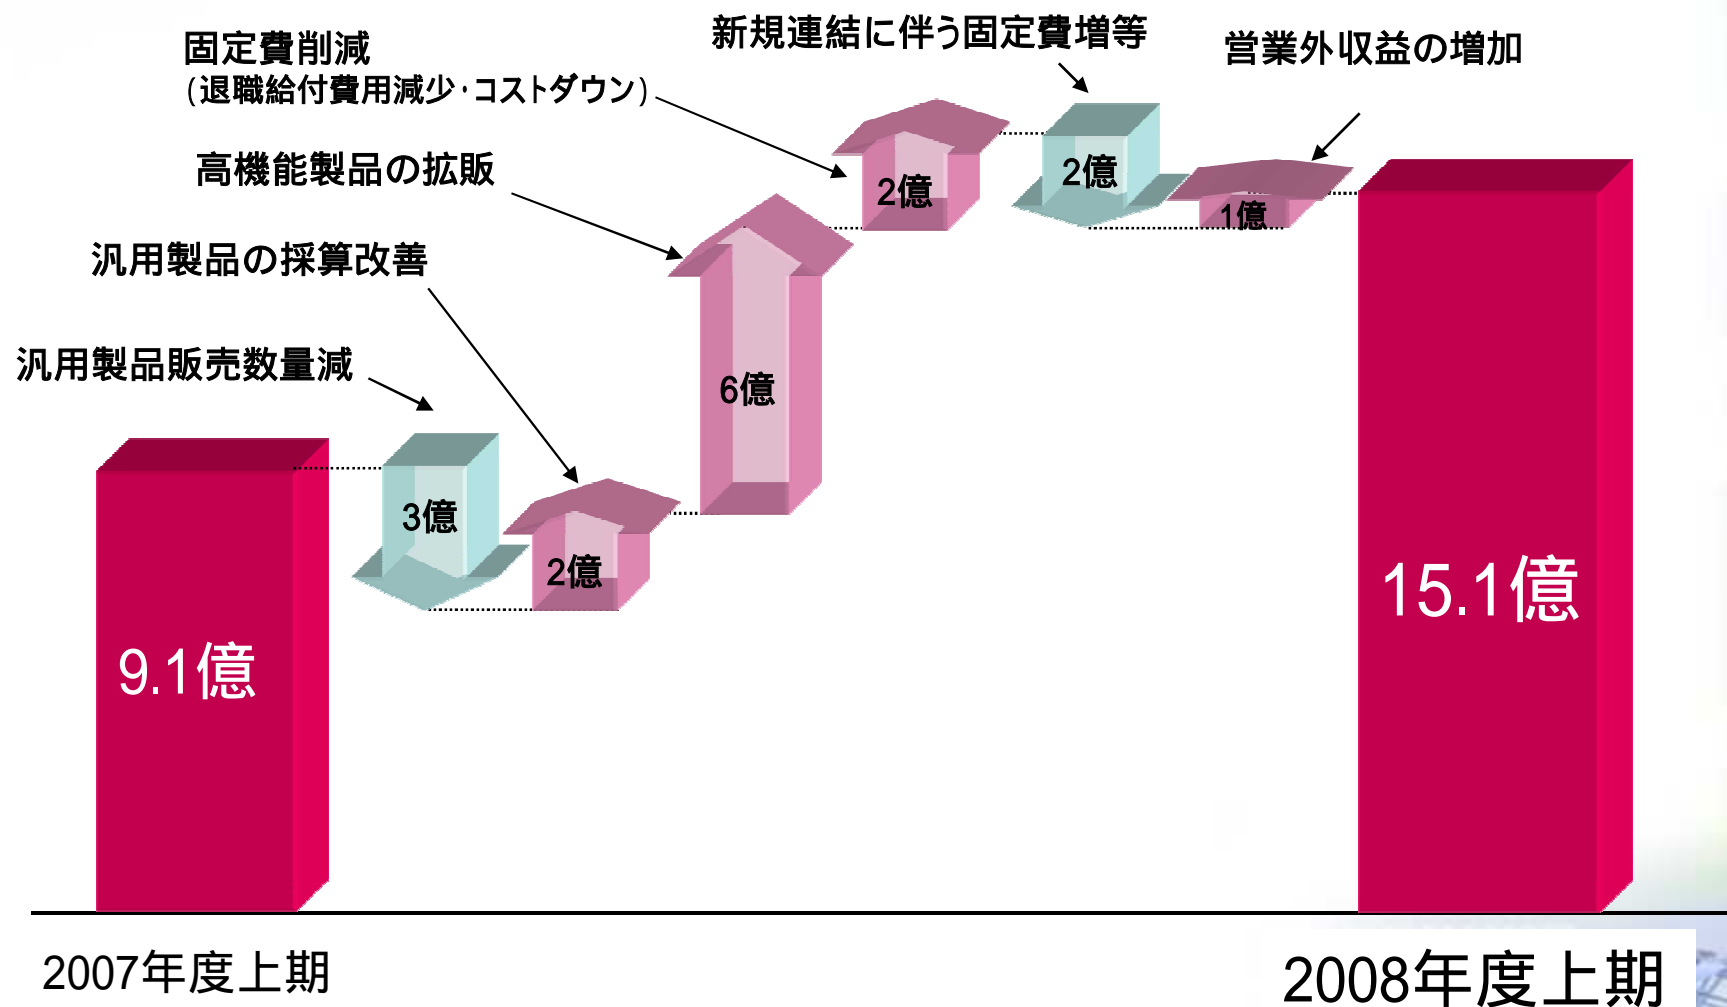 新規連結に伴う固定費増等
固定費削減
(退職給付費用減少・コストダウン)
営業外収益の増加
高機能製品の拡販
汎用製品の採算改善
汎用製品販売数量減
2億
2億
1億
6億
3億
2億
9.1億
15.1億
2007年度上期
2008年度上期